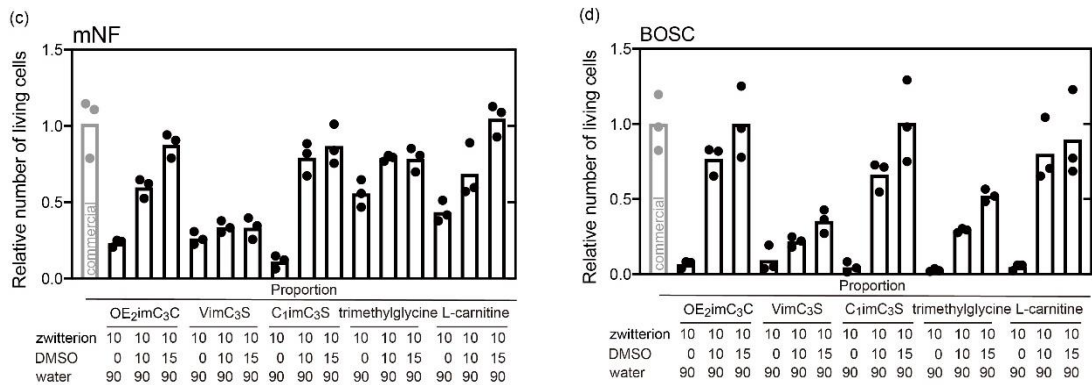 (c)
mNF
Relative number of living cells
1.5
1.0
0.5
0.0
commercial
Proportion
OE2imC3C VimC3S C1imC3S trimethylglycine L-carnitine
zwitterion 10 10 10 10 10 10 10 10 10 10 10 10 10 10 10
DMSO 0 10 15 0 10 15 0 10 15 0 10 15 0 10 15
water 90 90 90 90 90 90 90 90 90 90 90 90 90 90 90
(d)
BOSC
Relative number of living cells
1.5
1.0
0.5
0.0
commercial
Proportion
OE2imC3C VimC3S C1imC3S trimethylglycine L-carnitine
zwitterion 10 10 10 10 10 10 10 10 10 10 10 10 10 10 10
DMSO 0 10 15 0 10 15 0 10 15 0 10 15 0 10 15
water 90 90 90 90 90 90 90 90 90 90 90 90 90 90 90